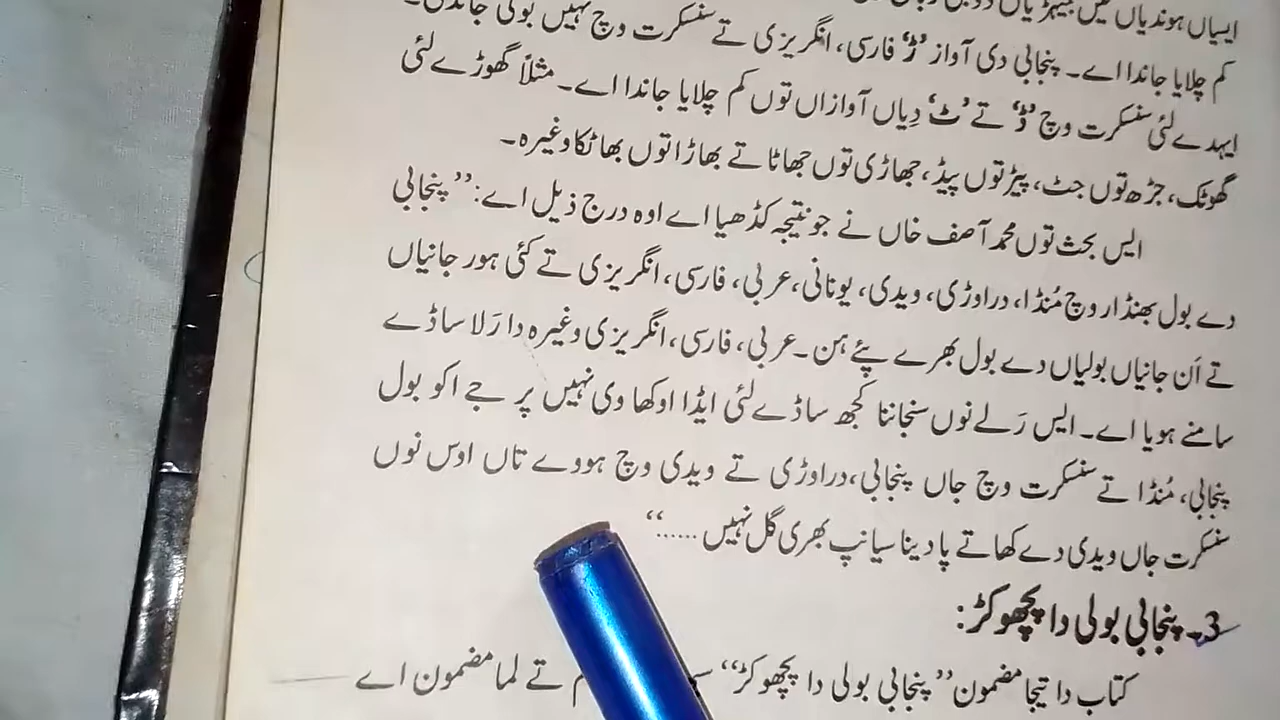 ایساں ہوندیاں نیں جیہڑیاں دوجی
کم چلایا جاندا اے۔ پنجابی دی آواز ’ڑ‘ فارسی، انگریزی تے سنسکرت وچ نہیں بولی جاندی۔
ایہدے لئی سنسکرت وچ ’ڈ‘ تے ’ٹ‘ دِیاں آوازاں توں کم چلایا جاندا اے۔ مثلاً گھوڑے لئی
گھوٹک، جڑھ توں جٹ، پیڑ توں پیڈ، جھاڑی توں جھاٹا تے بھاڑا توں بھاٹکا وغیرہ۔
ایس بحث توں محمد آصف خاں نے جو نتیجہ کڈھیا اے اوہ درج ذیل اے: ’’پنجابی
دے بول بھنڈار وچ مُنڈا، دراوڑی، ویدی، یونانی، عربی، فارسی، انگریزی تے کئی ہور جانیاں
تے اَن جانیاں بولیاں دے بول بھرے پئے ہن۔ عربی، فارسی، انگریزی وغیرہ دا رَلا ساڈے
سامنے ہویا اے۔ ایس رَلے نوں سنجاننا کجھ ساڈے لئی ایڈا اوکھا وی نہیں پر جے اکو بول
پنجابی، مُنڈا تے سنسکرت وچ جاں پنجابی، دراوڑی تے ویدی وچ ہووے تاں اوس نوں
سنسکرت جاں ویدی دے کھاتے پا دینا سیانپ بھری گل نہیں ......‘‘
3۔ پنجابی بولی دا پچھوکڑ:
کتاب دا تیجا مضمون ’’پنجابی بولی دا پچھوکڑ‘‘ تے لما مضمون اے